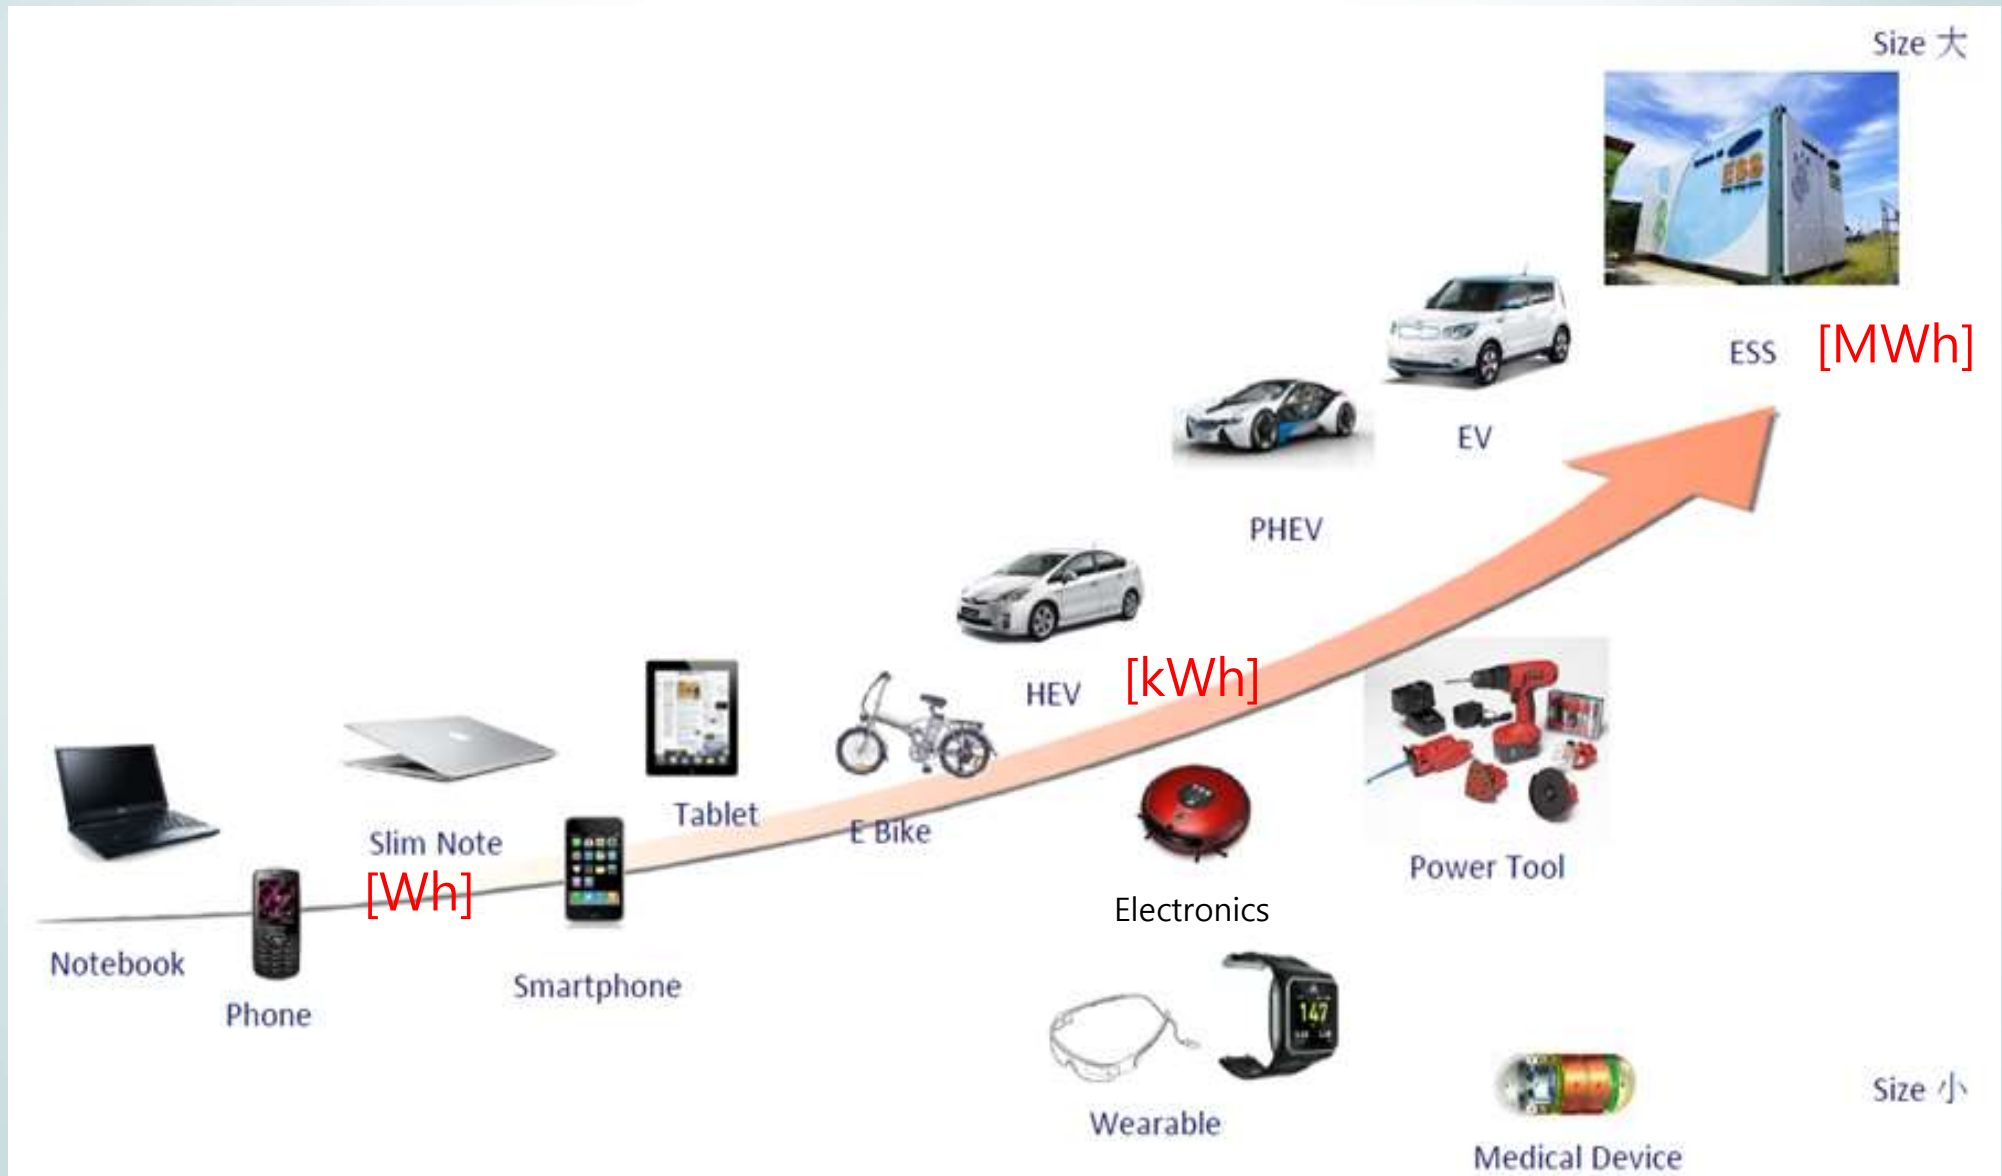 Size 大
ESS
ESS [MWh]
EV
PHEV
HEV [kWh]
Tablet
E Bike
Slim Note
[Wh]
Power Tool
Electronics
Notebook
Smartphone
Phone
147
Size 小
Wearable
Medical Device